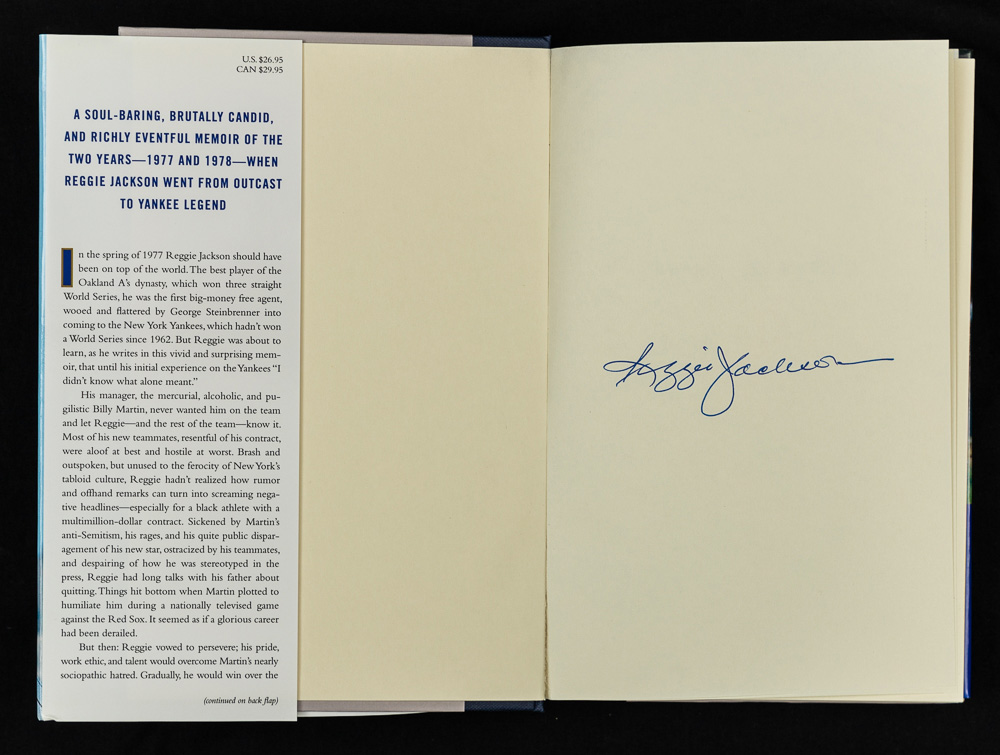 U.S. $26.95
CAN $29.95
A SOUL-BARING, BRUTALLY CANDID,
AND RICHLY EVENTFUL MEMOIR OF THE
TWO YEARS—1977 AND 1978—WHEN
REGGIE JACKSON WENT FROM OUTCAST
TO YANKEE LEGEND
In the spring of 1977 Reggie Jackson should have
been on top of the world. The best player of the
Oakland A's dynasty, which won three straight
World Series, he was the first big-money free agent,
wooed and flattered by George Steinbrenner into
coming to the New York Yankees, which hadn't won
a World Series since 1962. But Reggie was about to
learn, as he writes in this vivid and surprising mem-
oir, that until his initial experience on the Yankees "I
didn't know what alone meant."
His manager, the mercurial, alcoholic, and pu-
gilistic Billy Martin, never wanted him on the team
and let Reggie—and the rest of the team—know it.
Most of his new teammates, resentful of his contract,
were aloof at best and hostile at worst. Brash and
outspoken, but unused to the ferocity of New York's
tabloid culture, Reggie hadn't realized how rumor
and offhand remarks can turn into screaming nega-
tive headlines—especially for a black athlete with a
multimillion-dollar contract. Sickened by Martin's
anti-Semitism, his rages, and his quite public dispar-
agement of his new star, ostracized by his teammates,
and despairing of how he was stereotyped in the
press, Reggie had long talks with his father about
quitting. Things hit bottom when Martin plotted to
humiliate him during a nationally televised game
against the Red Sox. It seemed as if a glorious career
had been derailed.
But then: Reggie vowed to persevere; his pride,
work ethic, and talent would overcome Martin's nearly
sociopathic hatred. Gradually, he would win over the
(continued on back flap)
Reggie Jackson